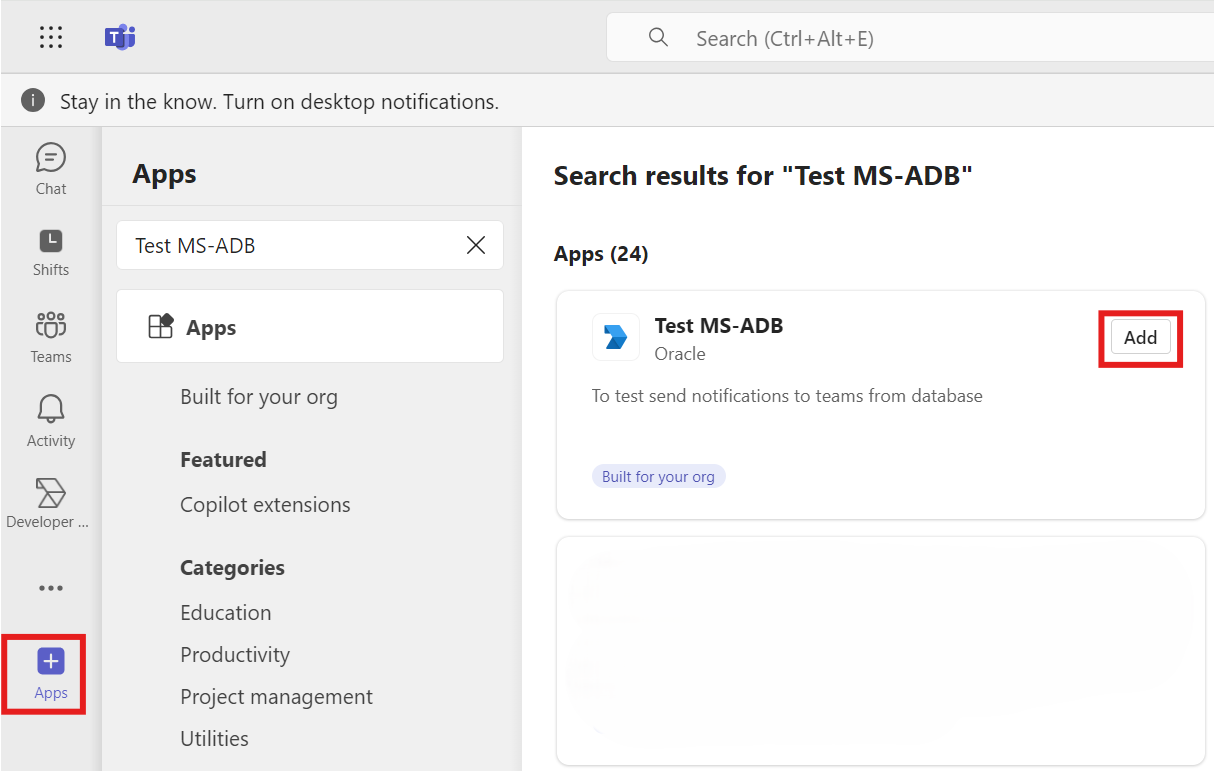 Search (Ctrl+Alt+E)
Stay in the know. Turn on desktop notifications.
Chat
Shifts
Teams
Activity
Developer ...
Apps
Apps
Test MS-ADB
Apps
Built for your org
Featured
Copilot extensions
Categories
Education
Productivity
Project management
Utilities
Search results for "Test MS-ADB"
Apps (24)
Test MS-ADB
Oracle
Add
To test send notifications to teams from database
Built for your org